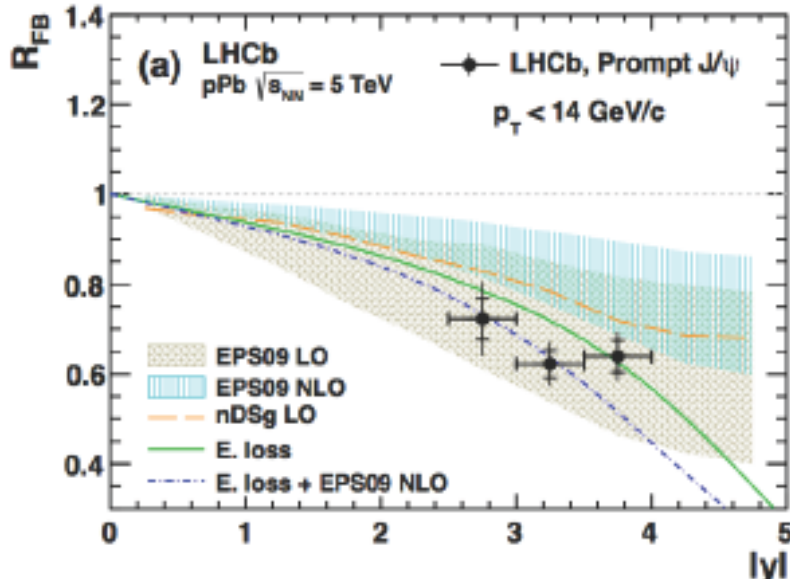 R_FB
1.4
1.2
1
0.8
0.6
0.4
(a) LHCb
pPb √s_NN = 5 TeV
LHCb, Prompt J/ψ
p_T < 14 GeV/c
EPS09 LO
EPS09 NLO
nDSg LO
E. loss
E. loss + EPS09 NLO
0 1 2 3 4 5
|y|